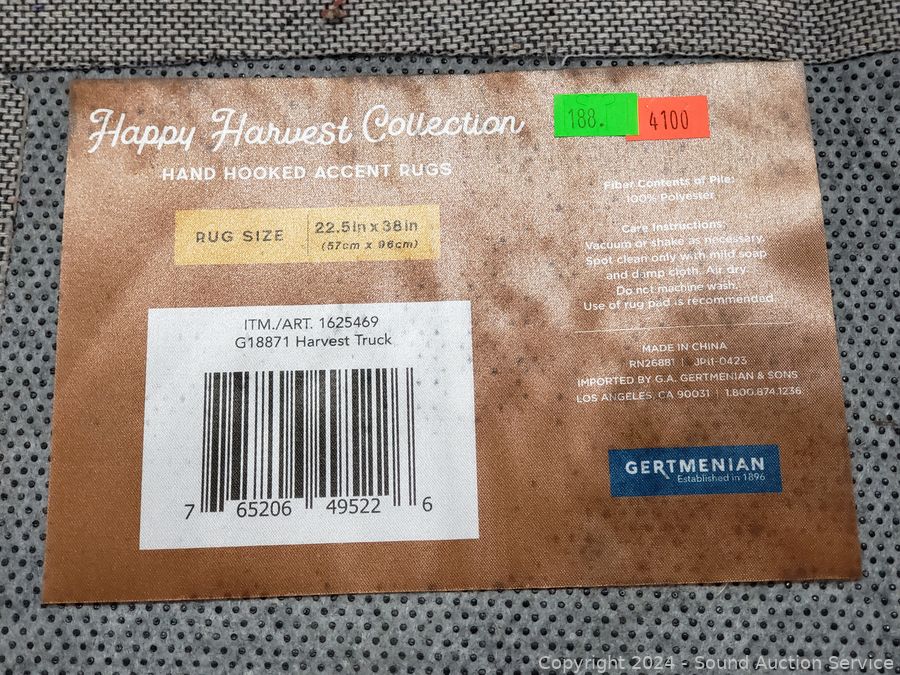 Happy Harvest Collection
HAND HOOKED ACCENT RUGS
RUG SIZE
22.5in x 38in
(57cm x 96cm)
ITM./ART. 1625469
G18871 Harvest Truck
7 65206 49522 6
188.
4100
Fiber Contents of Pile:
100% Polyester
Care Instructions:
Vacuum or shake as necessary.
Spot clean only with mild soap
and damp cloth. Air dry.
Do not machine wash.
Use of rug pad is recommended.
MADE IN CHINA
RN26881 | JPII-0423
IMPORTED BY G.A. GERTMENIAN & SONS
LOS ANGELES, CA 90031 | 1.800.874.1236
GERTMENIAN
Established in 1896
Copyright 2024 - Sound Auction Service